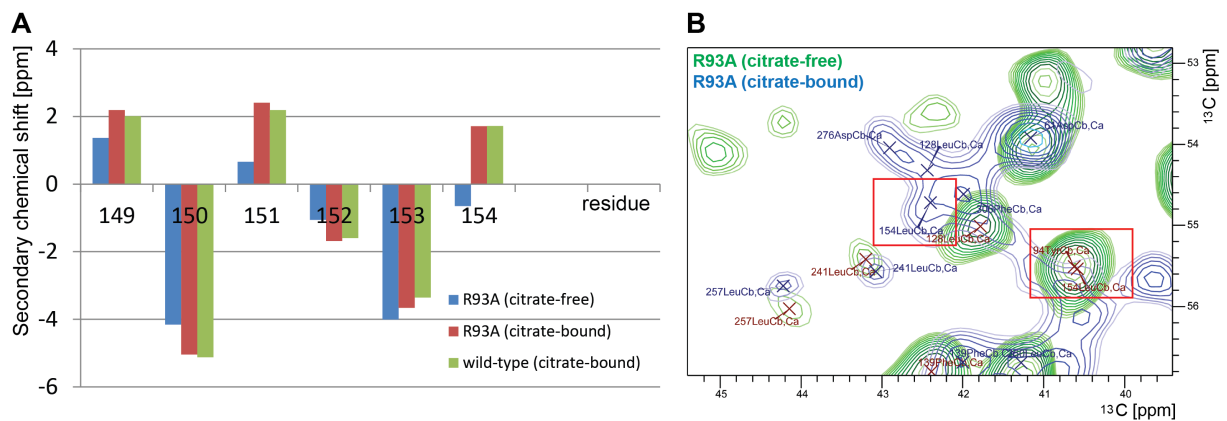 A
4
2
0
-2
-4
-6
Secondary chemical shift [ppm]
149
150
151
152
153
154
residue
R93A (citrate-free)
R93A (citrate-bound)
wild-type (citrate-bound)
B
R93A (citrate-free)
R93A (citrate-bound)
276AspCb,Ca
128LeuCb,Ca
154LeuCb,Ca
128LeuCb,Ca
241LeuCb,Ca
241LeuCb,Ca
257LeuCb,Ca
257LeuCb,Ca
94TyrCb,Ca
154LeuCb,Ca
139PheCb,Ca
53
54
55
56
13C [ppm]
45
44
43
42
41
40
13C [ppm]